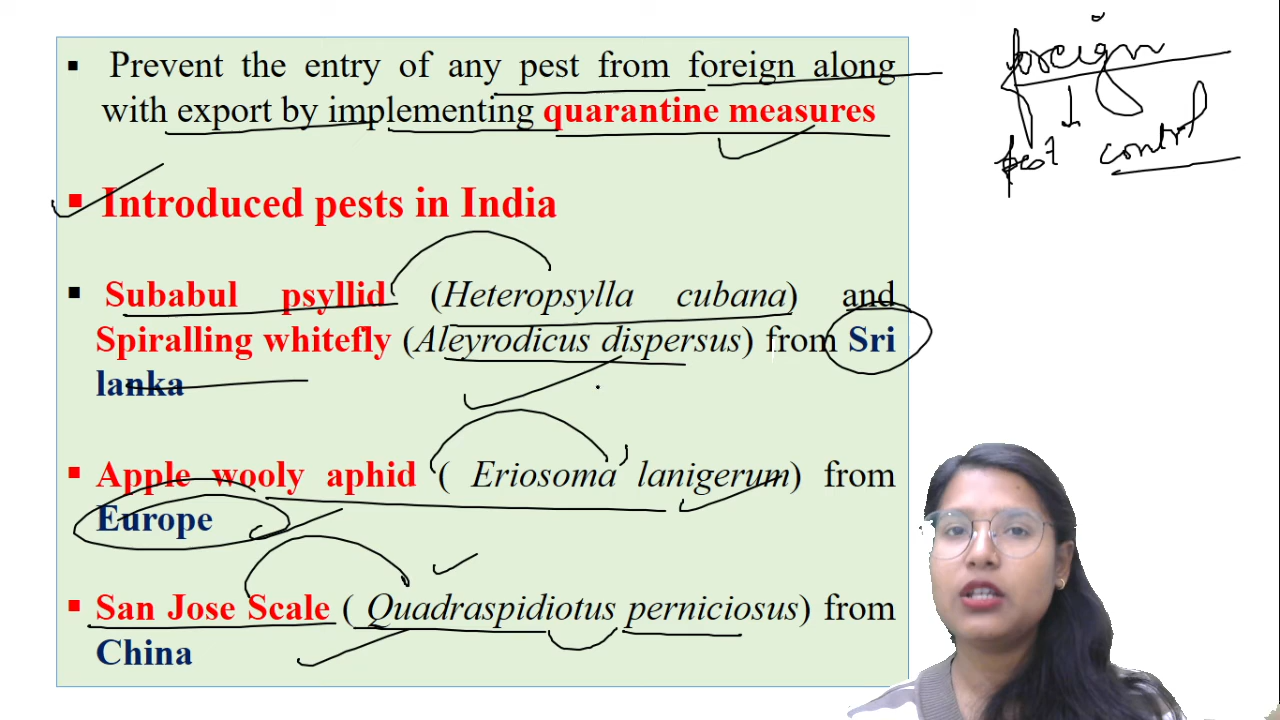 ▪ Prevent the entry of any pest from foreign along
with export by implementing quarantine measures
▪ Introduced pests in India
▪ Subabul psyllid (Heteropsylla cubana) and
Spiralling whitefly (Aleyrodicus dispersus) from Sri
lanka
▪ Apple wooly aphid ( Eriosoma lanigerum) from
Europe
▪ San Jose Scale ( Quadraspidiotus perniciosus) from
China
foreign
pest control